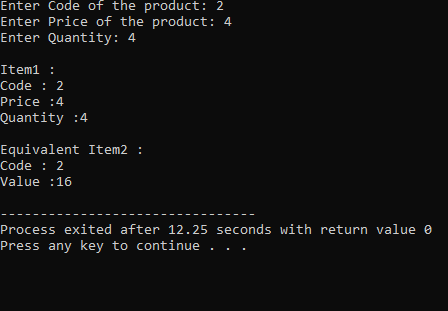 Enter Code of the product: 2
Enter Price of the product: 4
Enter Quantity: 4
Item1 :
Code : 2
Price :4
Quantity :4
Equivalent Item2 :
Code : 2
Value :16
--------------------------------
Process exited after 12.25 seconds with return value 0
Press any key to continue . . .